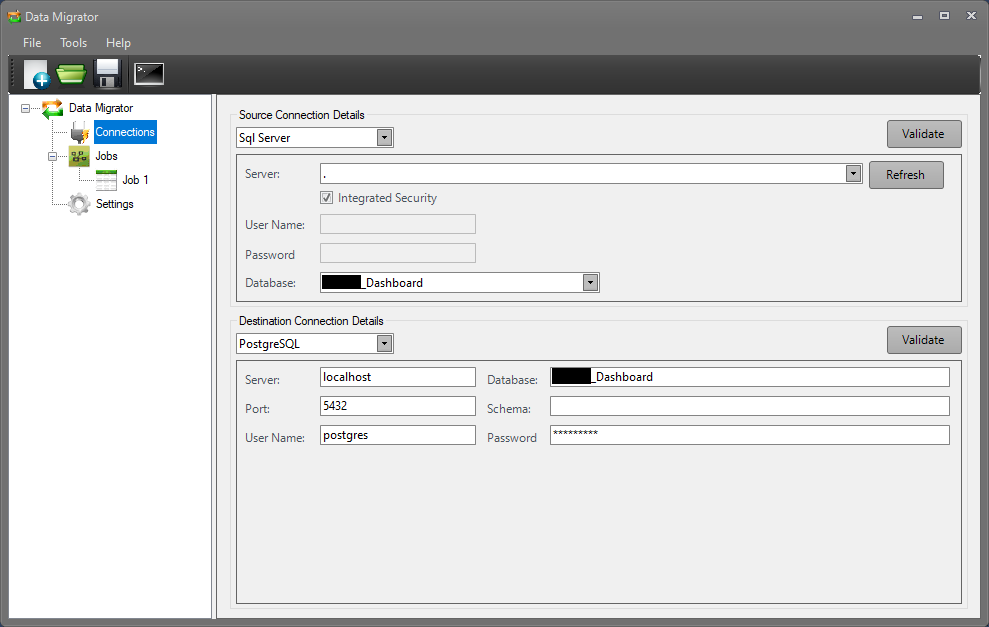 Data Migrator
File Tools Help
Data Migrator
Connections
Jobs
Job 1
Settings
Source Connection Details
Sql Server
Validate
Server: .
Refresh
Integrated Security
User Name:
Password
Database: _Dashboard
Destination Connection Details
PostgreSQL
Validate
Server: localhost Database: _Dashboard
Port: 5432 Schema:
User Name: postgres Password *********